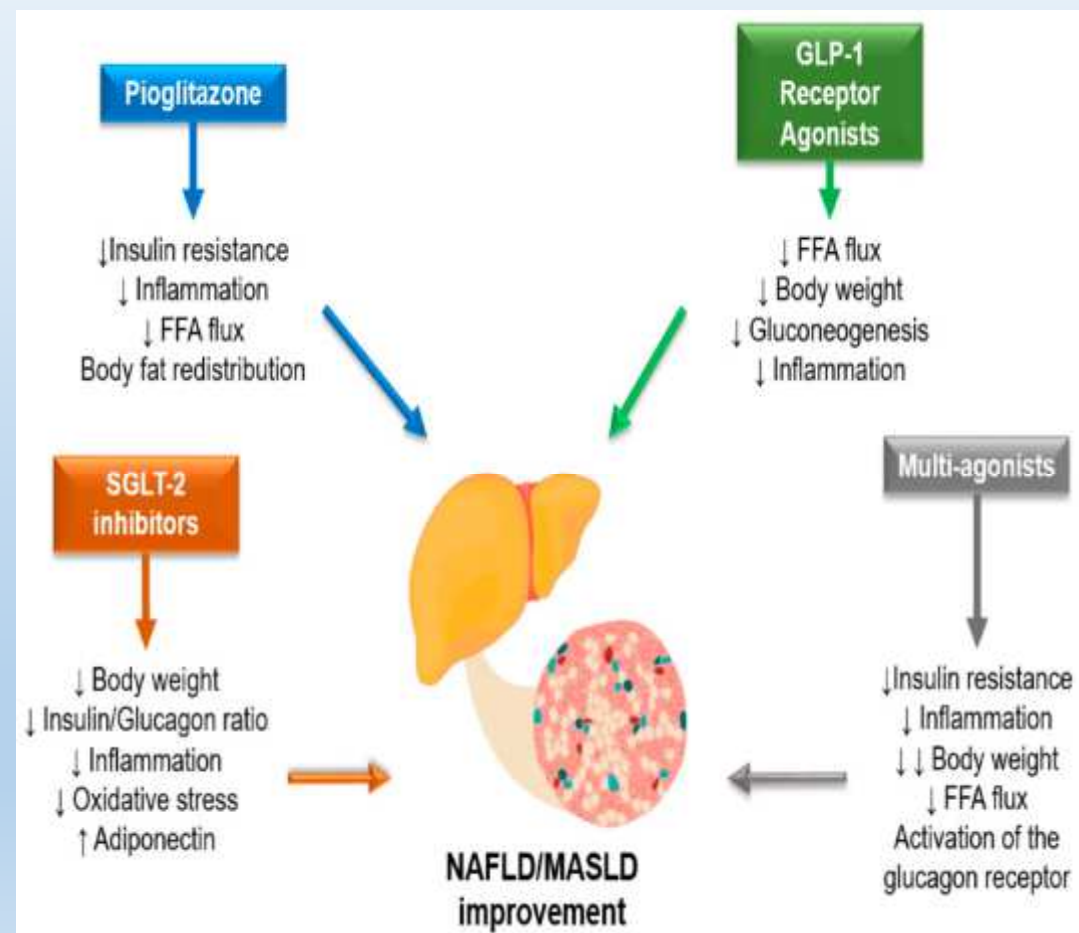 Pioglitazone
↓Insulin resistance
↓ Inflammation
↓ FFA flux
Body fat redistribution
GLP-1
Receptor
Agonists
↓ FFA flux
↓ Body weight
↓ Gluconeogenesis
↓ Inflammation
SGLT-2
inhibitors
↓ Body weight
↓ Insulin/Glucagon ratio
↓ Inflammation
↓ Oxidative stress
↑ Adiponectin
Multi-agonists
↓Insulin resistance
↓ Inflammation
↓↓ Body weight
↓ FFA flux
Activation of the
glucagon receptor
NAFLD/MASLD
improvement